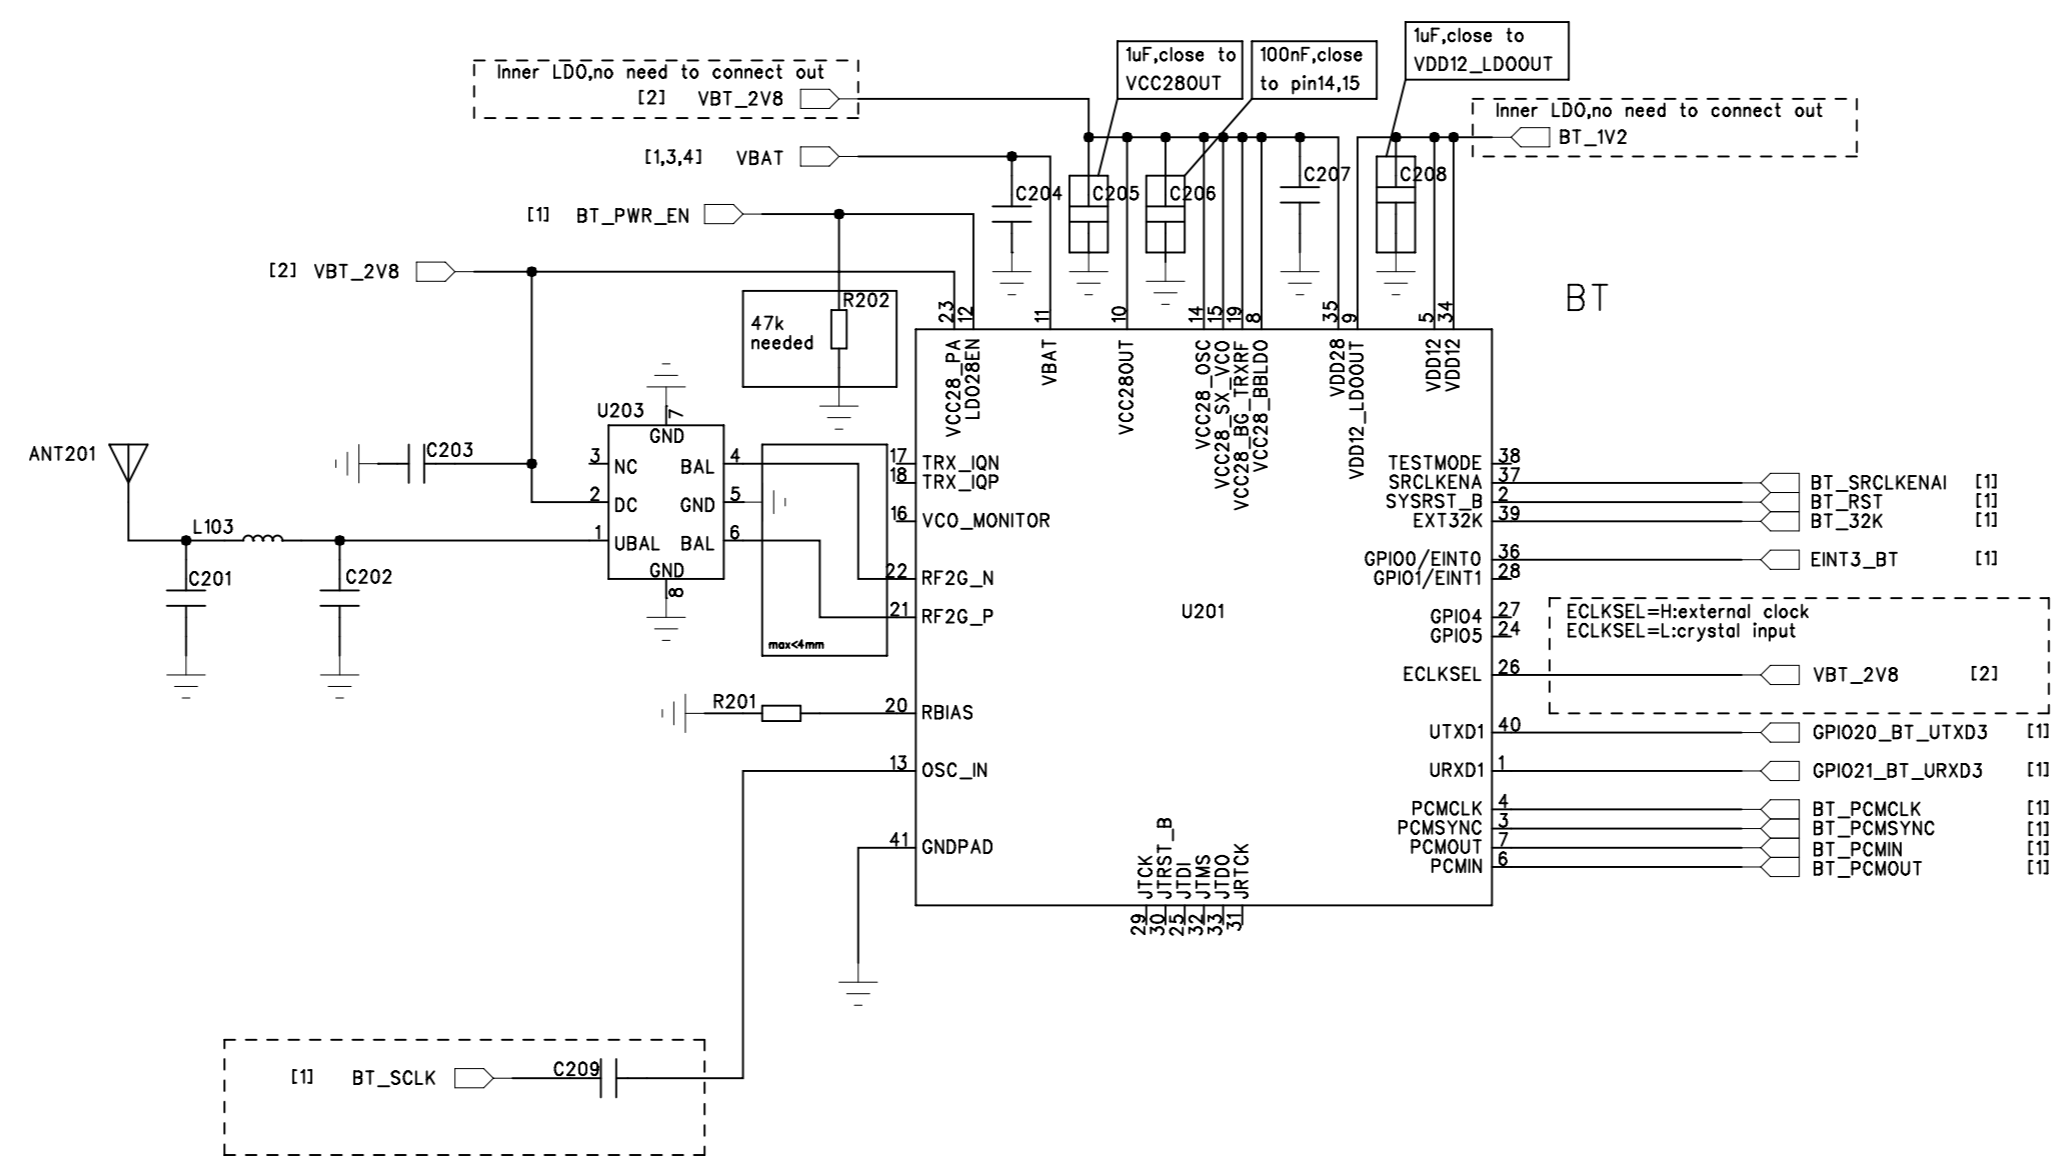 1uF,close to
VDD12_LDOOUT
1uF,close to
VCC28OUT
100nF,close
to pin14,15
Inner LDO,no need to connect out
[2] VBT_2V8
Inner LDO,no need to connect out
BT_1V2
[1,3,4] VBAT
C204
C205
C206
C207
C208
[1] BT_PWR_EN
[2] VBT_2V8
R202
47k
needed
BT
23
12
11
10
14
15
19
8
35
9
5
34
VCC28_PA
LDO28EN
VBAT
VCC28OUT
VCC28_OSC
VCC28_SX_VCO
VCC28_BG_TRXRF
VCC28_BBLDO
VDD28
VDD12_LDOOUT
VDD12
VDD12
U203
7
GND
ANT201
C203
3 NC
BAL 4
2 DC
GND 5
1 UBAL
BAL 6
GND
8
L103
C201
C202
max<4mm
17 TRX_IQN
18 TRX_IQP
16 VCO_MONITOR
22 RF2G_N
21 RF2G_P
R201
20 RBIAS
13 OSC_IN
41 GNDPAD
U201
TESTMODE 38
SRCLKENA 37 BT_SRCLKENAI [1]
SYSRST_B 2 BT_RST [1]
EXT32K 39 BT_32K [1]
GPIO0/EINT0 36 EINT3_BT [1]
GPIO1/EINT1 28
GPIO4 27
GPIO5 24
ECLKSEL=H:external clock
ECLKSEL=L:crystal input
ECLKSEL 26 VBT_2V8 [2]
UTXD1 40 GPIO20_BT_UTXD3 [1]
URXD1 1 GPIO21_BT_URXD3 [1]
PCMCLK 4 BT_PCMCLK [1]
PCMSYNC 3 BT_PCMSYNC [1]
PCMOUT 7 BT_PCMIN [1]
PCMIN 6 BT_PCMOUT [1]
JTCK
JTRST_B
JTDI
JTMS
JTDO
JRTCK
29
30
25
32
33
31
[1] BT_SCLK
C209